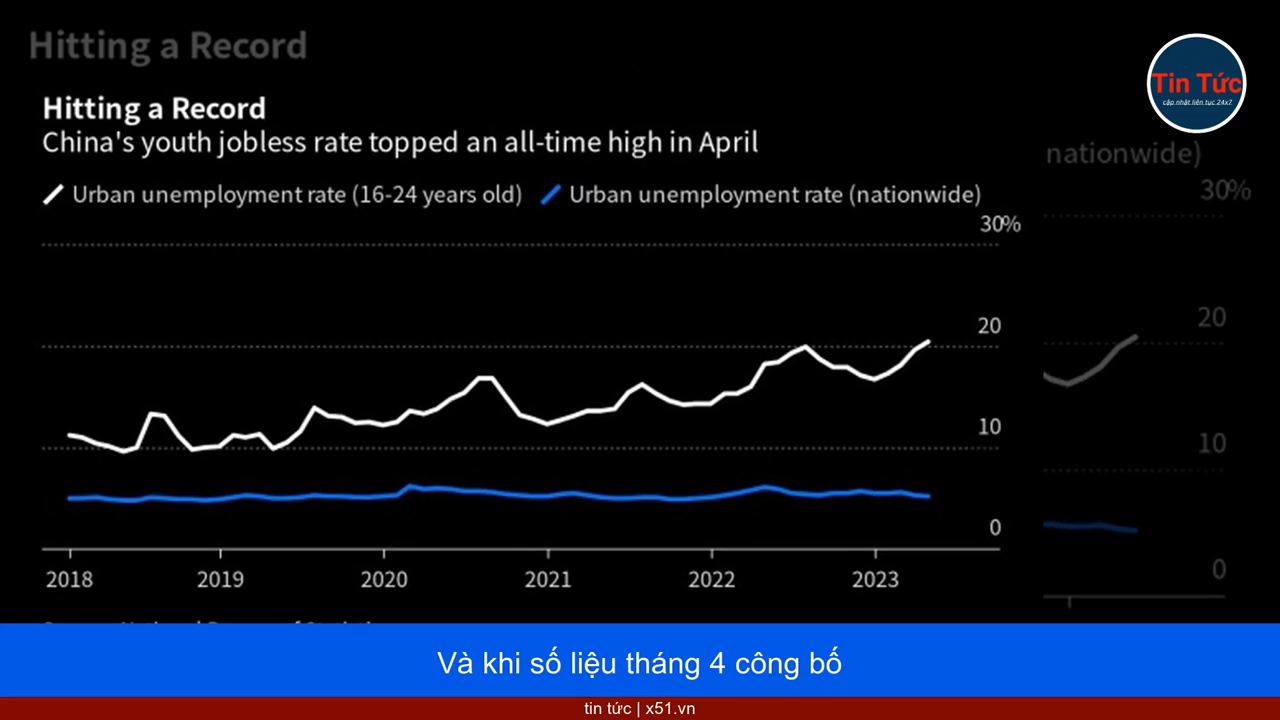 Hitting a Record
Hitting a Record
China's youth jobless rate topped an all-time high in April
Urban unemployment rate (16-24 years old) Urban unemployment rate (nationwide)
Tin Tức
cập.nhật.liên.tục.24x7
nationwide)
30%
30%
20
20
10
10
0
0
2018 2019 2020 2021 2022 2023
Và khi số liệu tháng 4 công bố
tin tức | x51.vn